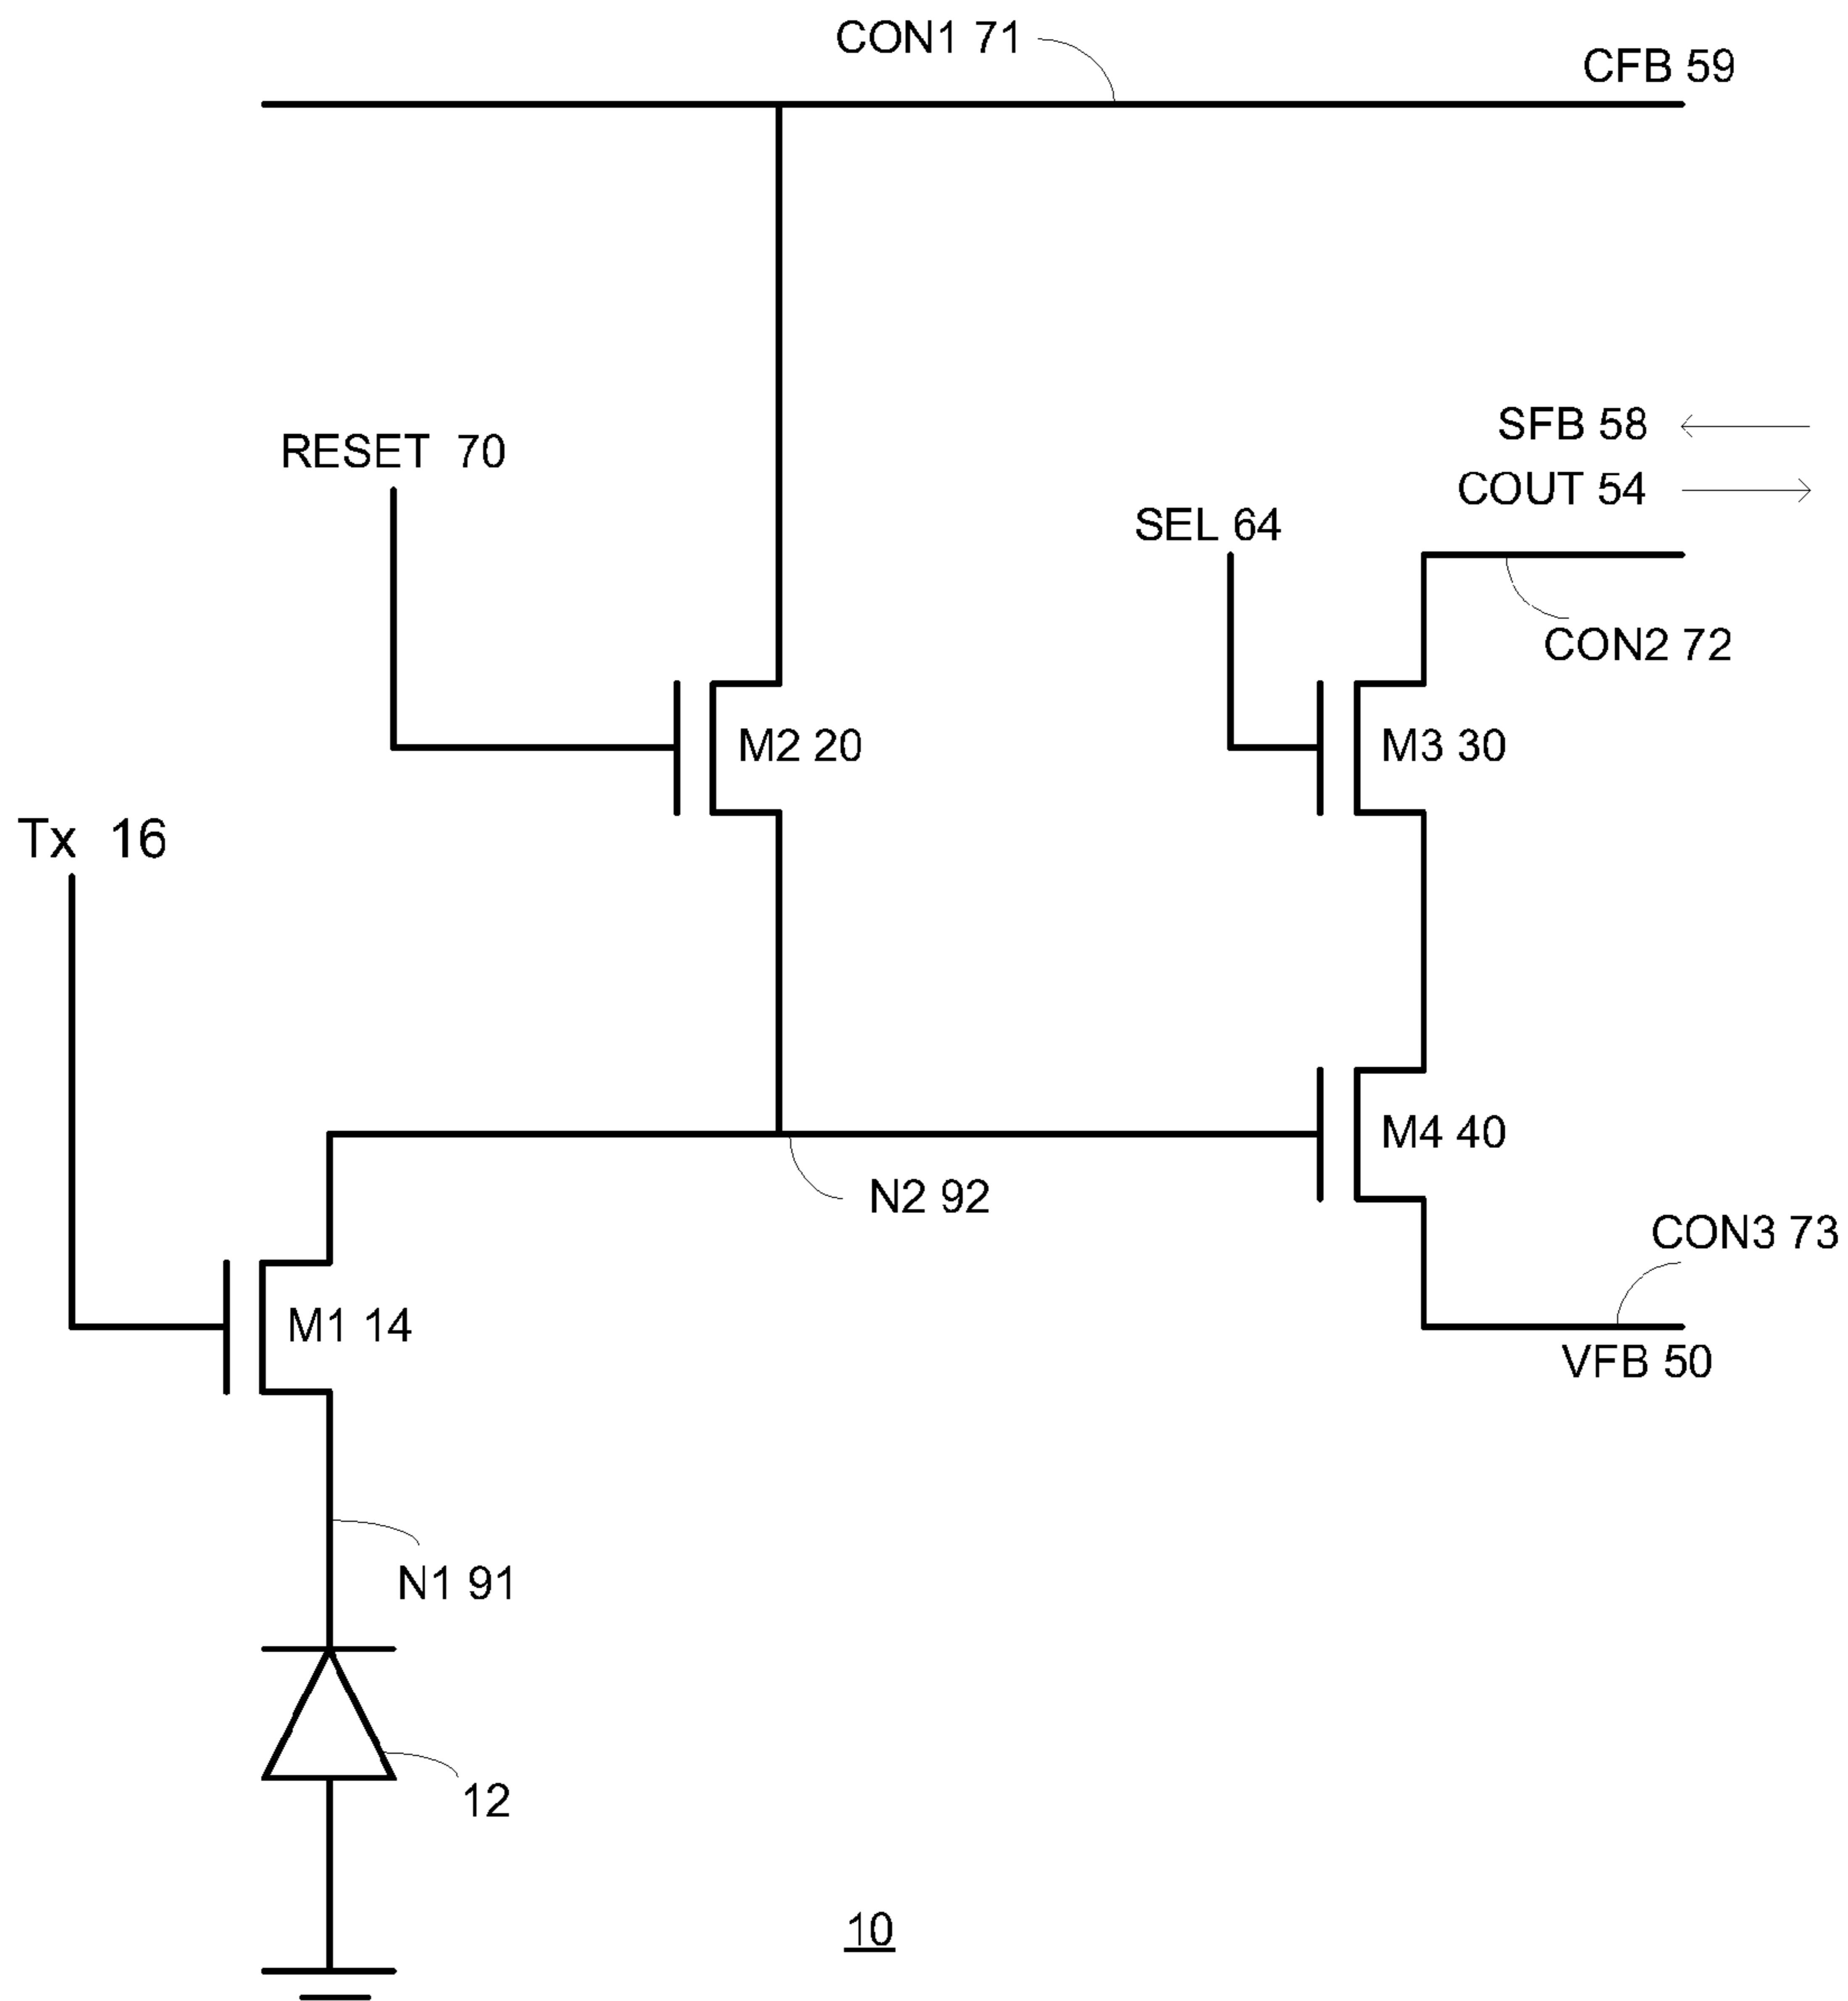 CON1 71
CFB 59
SFB 58
RESET 70
COUT 54
SEL 64
CON2 72
M2 20
M3 30
Tx 16
M4 40
N2 92
CON3 73
M1 14
VFB 50
N1 91
12
10